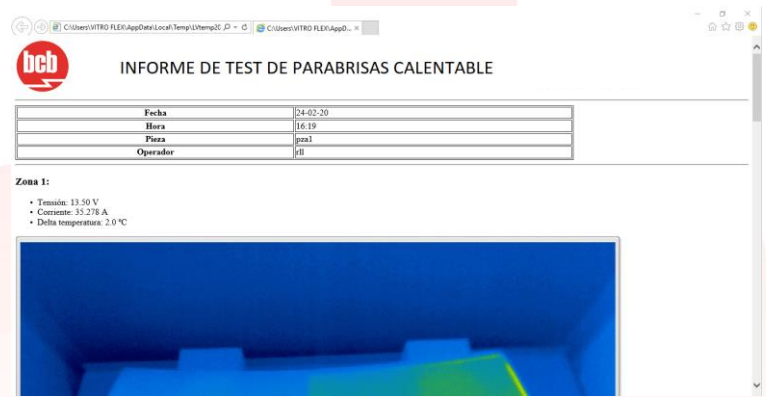 C:\Users\VITRO FLEX\AppData\Local\Temp\LVtemp20
C:\Users\VITRO FLEX\AppD...
bcb
INFORME DE TEST DE PARABRISAS CALENTABLE
Fecha 24-02-20
Hora 16:19
Pieza pza1
Operador rll
Zona 1:
• Tensión: 13.50 V
• Corriente: 35.278 A
• Delta temperatura: 2.0 ºC